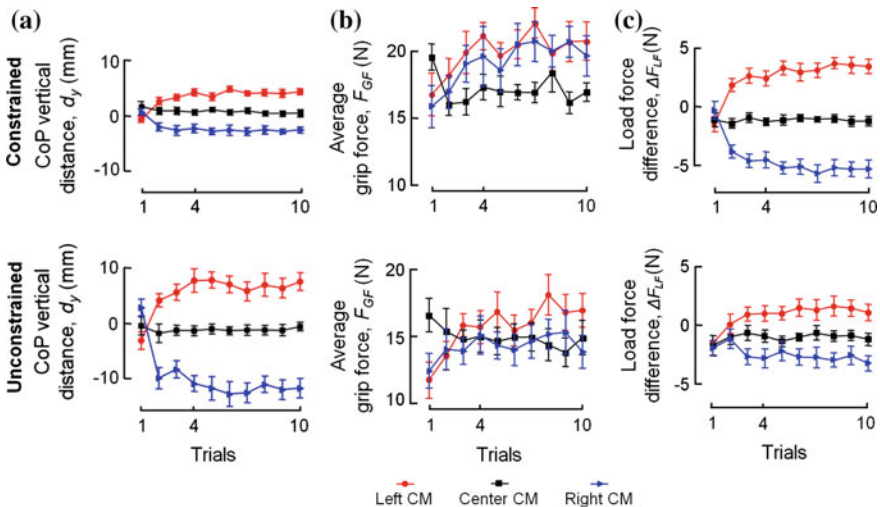 (a)
(b)
(c)
Constrained
CoP vertical
distance, dy (mm)
10
0
-10
1
4
10
Average
grip force, FGF (N)
20
15
10
1
4
10
Load force
difference, ΔFLF(N)
5
0
-5
1
4
10
Unconstrained
CoP vertical
distance, dy (mm)
10
0
-10
1
4
10
Trials
Average
grip force, FGF (N)
20
15
10
1
4
10
Trials
Load force
difference, ΔFLF(N)
5
0
-5
1
4
10
Trials
Left CM
Center CM
Right CM